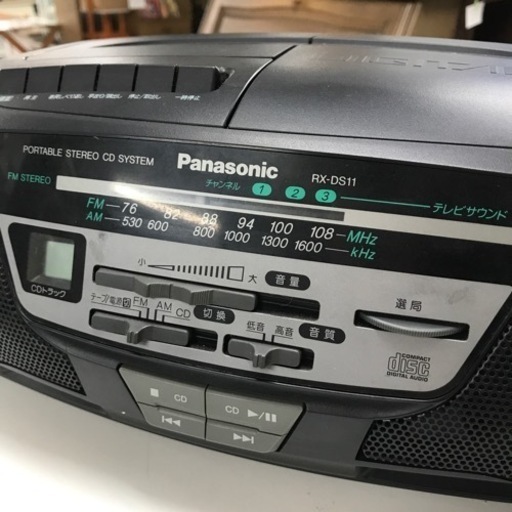 PORTABLE STEREO CD SYSTEM
Panasonic
RX-DS11
FM STEREO
チャンネル 1 2 3 テレビサウンド
FM 76 82 88 94 100 108 MHz
AM 530 600 800 1000 1300 1600 kHz
小 大 音量
CDトラック
テープ/電源切 FM AM CD 切換
低音 高音 音質
選局
COMPACT
disc
DIGITAL AUDIO
■ CD
CD ▶/▮▮
|◀◀
▶▶|